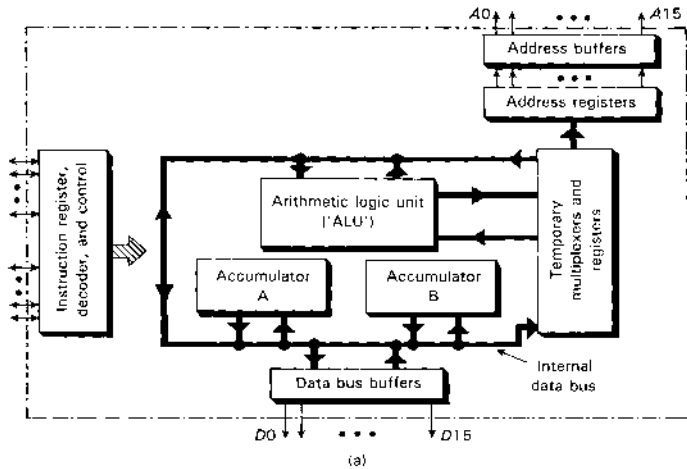 A0 • • • A15
Address buffers
• • •
Address registers
Instruction register,
decoder, and control
Arithmetic logic unit
('ALU')
Temporary
multiplexers and
registers
Accumulator
A
Accumulator
B
Internal
data bus
Data bus buffers
D0 • • • D15
(a)